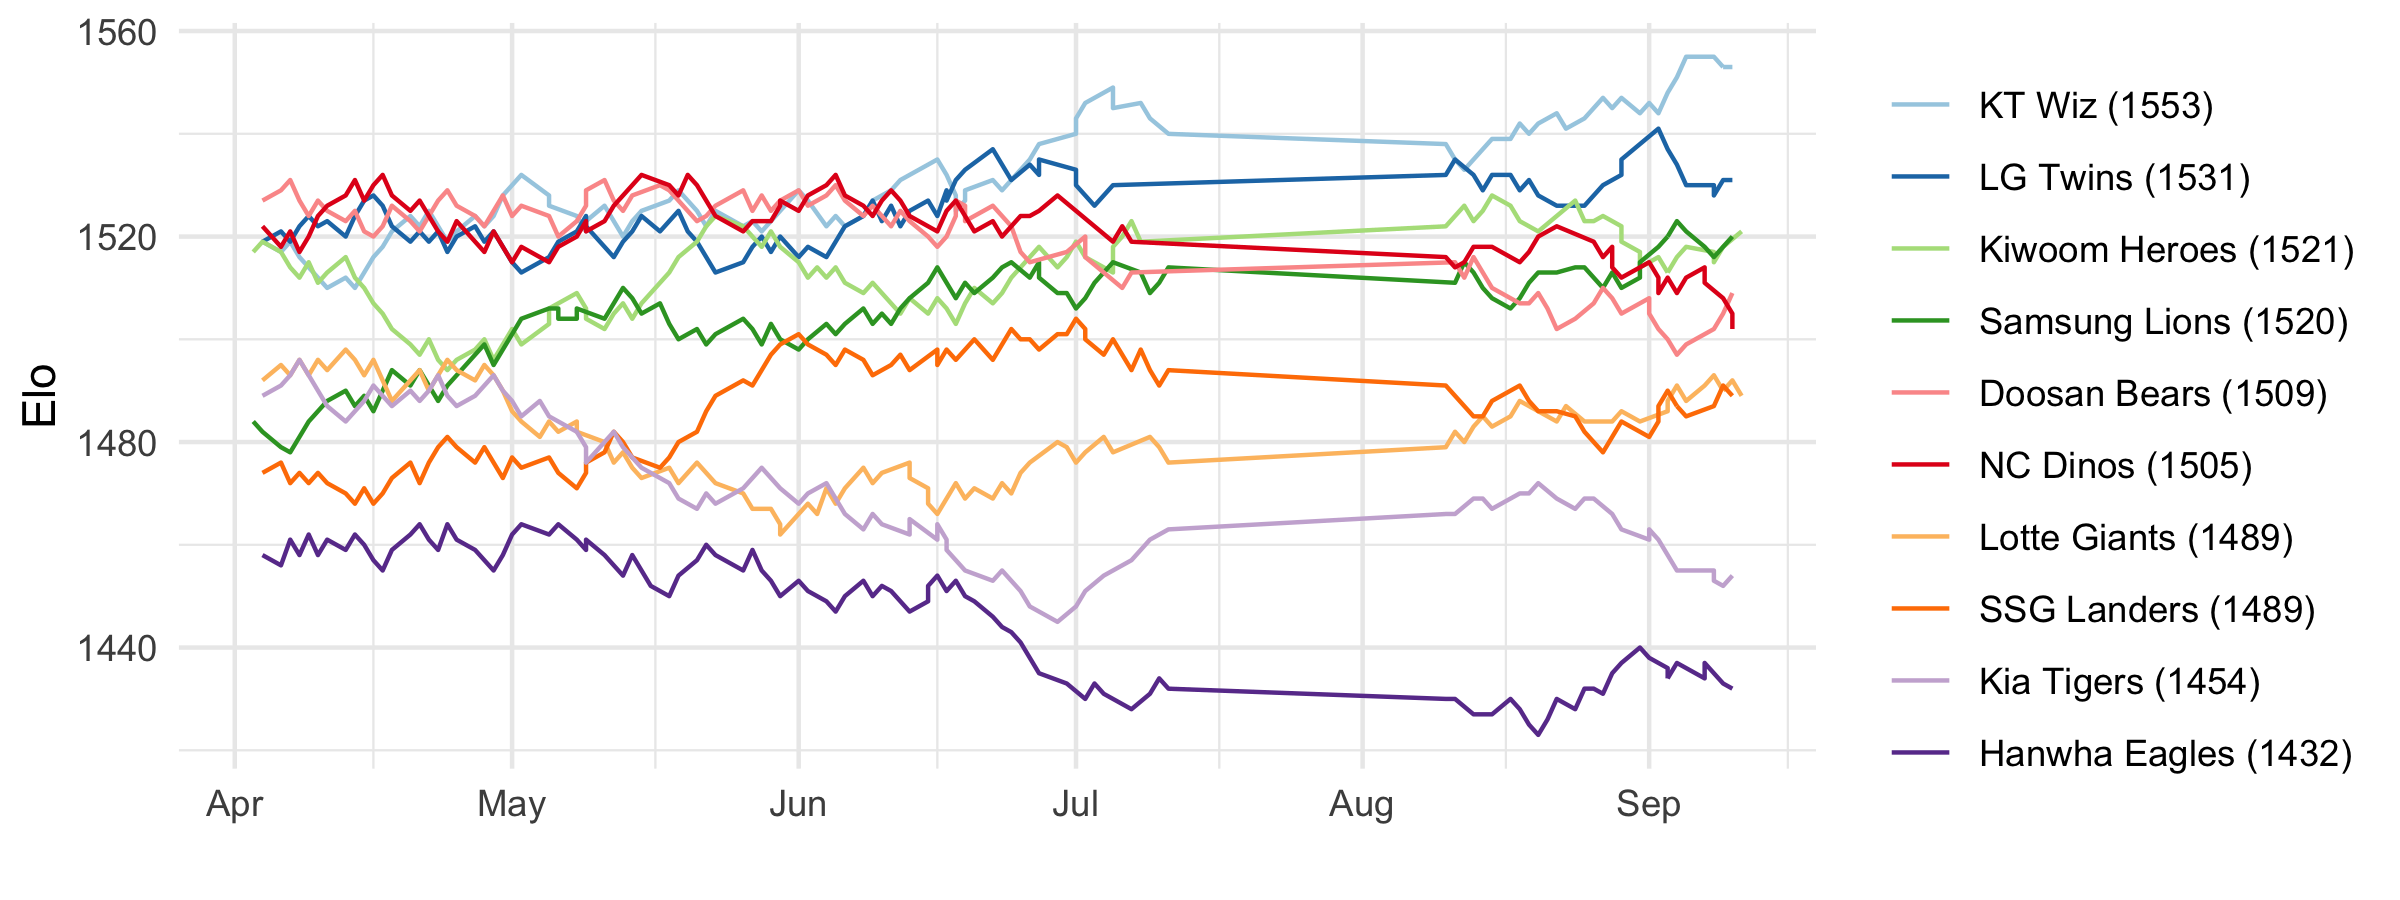 1560
1520
1480
1440
Elo
Apr May Jun Jul Aug Sep
KT Wiz (1553)
LG Twins (1531)
Kiwoom Heroes (1521)
Samsung Lions (1520)
Doosan Bears (1509)
NC Dinos (1505)
Lotte Giants (1489)
SSG Landers (1489)
Kia Tigers (1454)
Hanwha Eagles (1432)